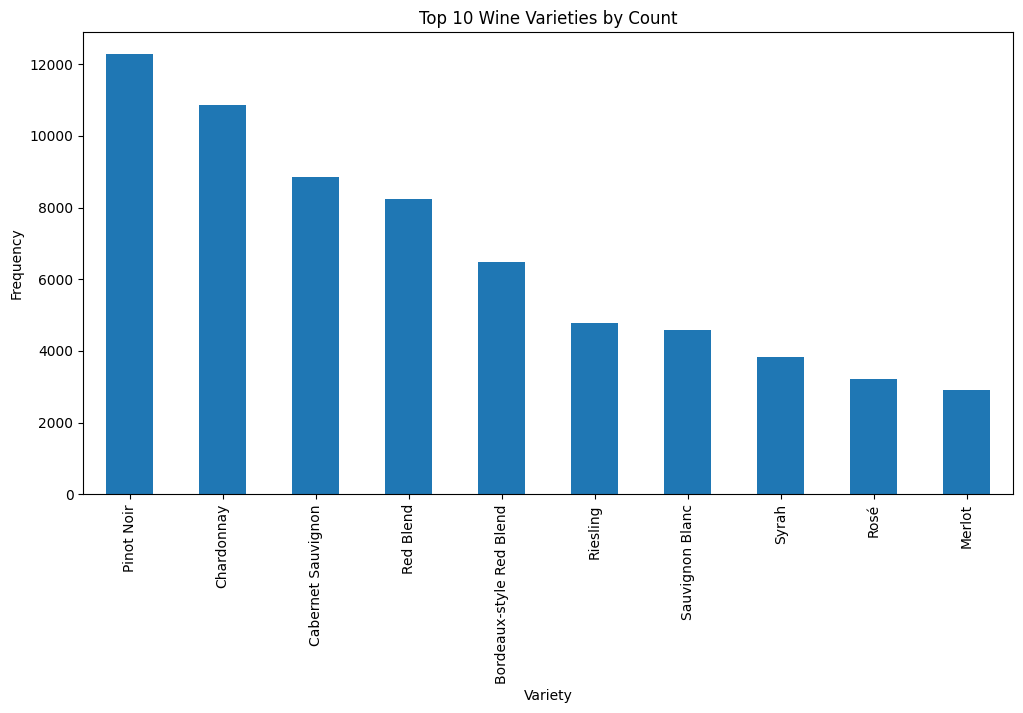 Top 10 Wine Varieties by Count
Frequency
12000
10000
8000
6000
4000
2000
0
Pinot Noir
Chardonnay
Cabernet Sauvignon
Red Blend
Bordeaux-style Red Blend
Riesling
Sauvignon Blanc
Syrah
Rosé
Merlot
Variety